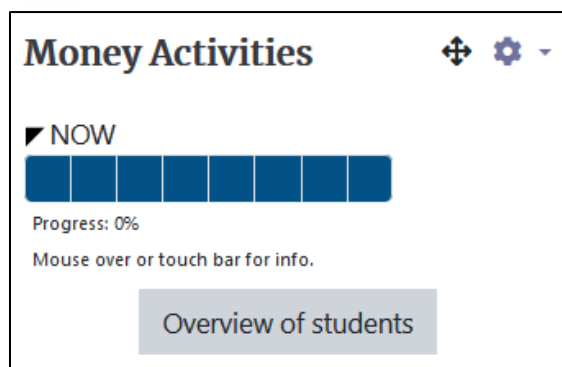 Money Activities
NOW
Progress: 0%
Mouse over or touch bar for info.
Overview of students